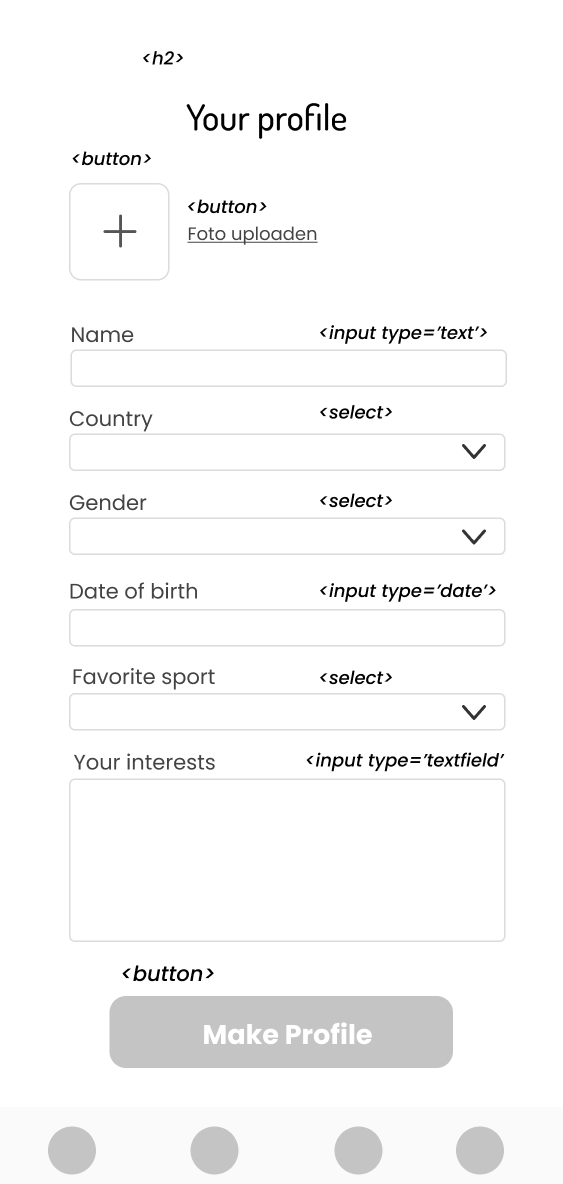 <h2>
Your profile
<button>
<button>
Foto uploaden
Name <input type=’text’>
Country <select>
Gender <select>
Date of birth <input type=’date’>
Favorite sport <select>
Your interests <input type=’textfield’
<button>
Make Profile